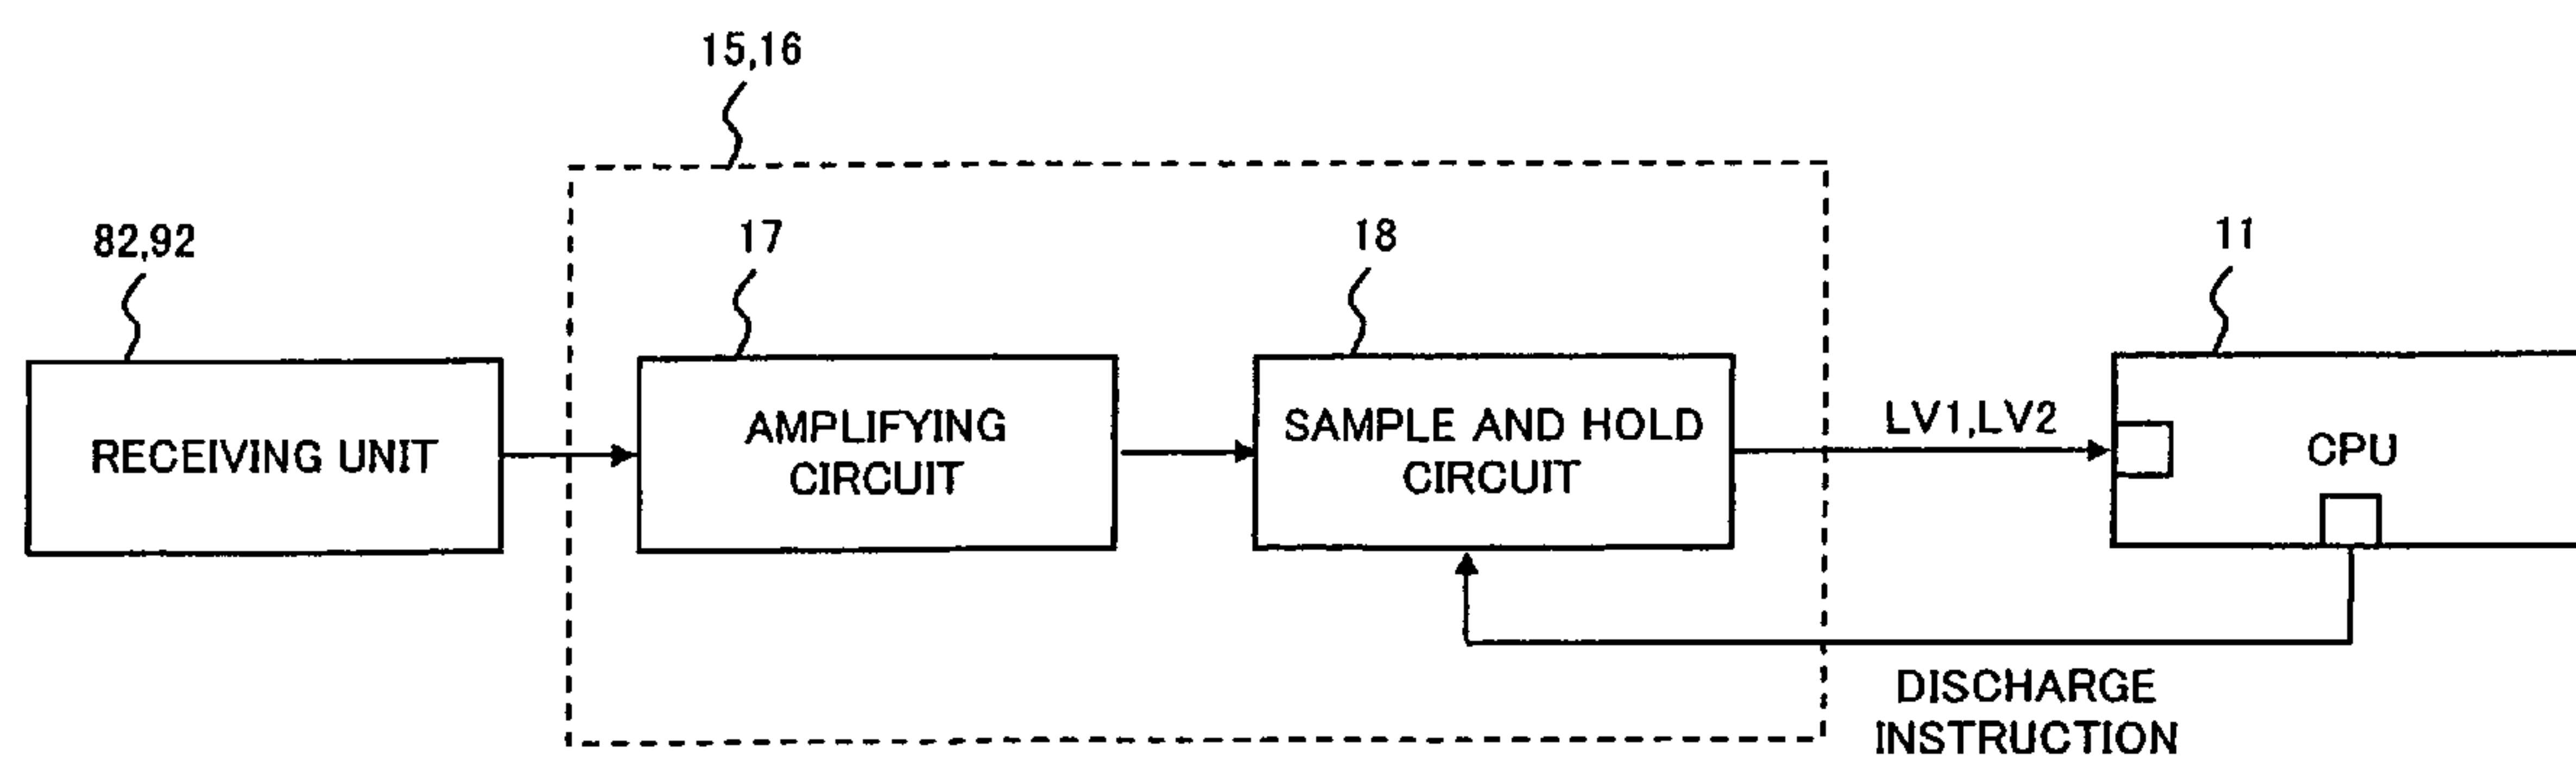 15,16
82,92
17
18
11
RECEIVING UNIT
AMPLIFYING
CIRCUIT
SAMPLE AND HOLD
CIRCUIT
LV1,LV2
CPU
DISCHARGE
INSTRUCTION